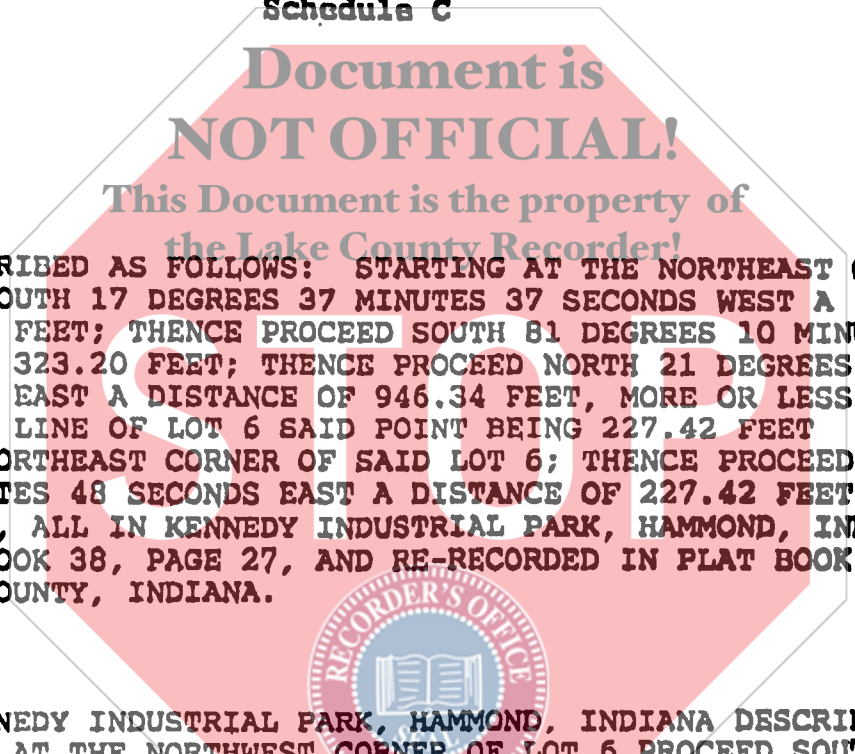 Schedule C
Document is
NOT OFFICIAL!
This Document is the property of
the Lake County Recorder!
RIBED AS FOLLOWS: STARTING AT THE NORTHEAST
OUTH 17 DEGREES 37 MINUTES 37 SECONDS WEST A
FEET; THENCE PROCEED SOUTH 81 DEGREES 10 MINU
323.20 FEET; THENCE PROCEED NORTH 21 DEGREES
EAST A DISTANCE OF 946.34 FEET, MORE OR LESS
LINE OF LOT 6 SAID POINT BEING 227.42 FEET
ORTHEAST CORNER OF SAID LOT 6; THENCE PROCEED
TES 48 SECONDS EAST A DISTANCE OF 227.42 FEET
, ALL IN KENNEDY INDUSTRIAL PARK, HAMMOND, IN
OOK 38, PAGE 27, AND RE-RECORDED IN PLAT BOOK
OUNTY, INDIANA.
STOP
RECORDER'S OFFICE
NEDY INDUSTRIAL PARK, HAMMOND, INDIANA DESCRI
AT THE NORTHWEST CORNER OF LOT 6 PROCEED SOU